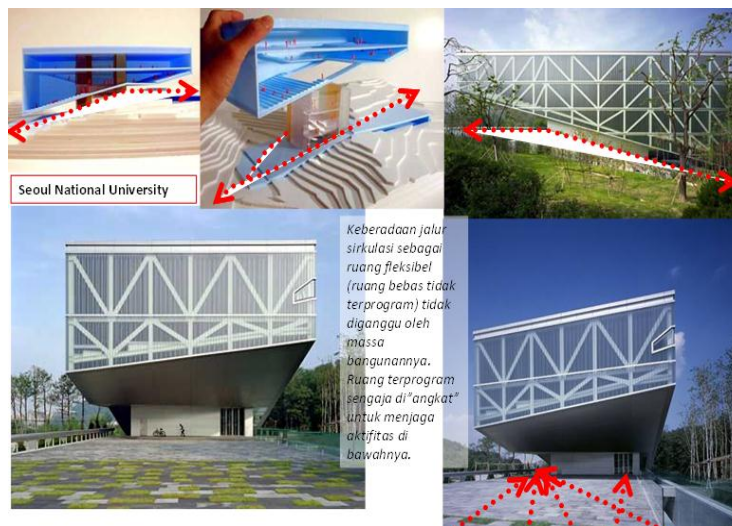 Seoul National University
Keberadaan jalur
sirkulasi sebagai
ruang fleksibel
(ruang bebas tidak
terprogram) tidak
diganggu oleh
massa
bangunannya.
Ruang terprogram
sengaja di”angkat”
untuk menjaga
aktifitas di
bawahnya.